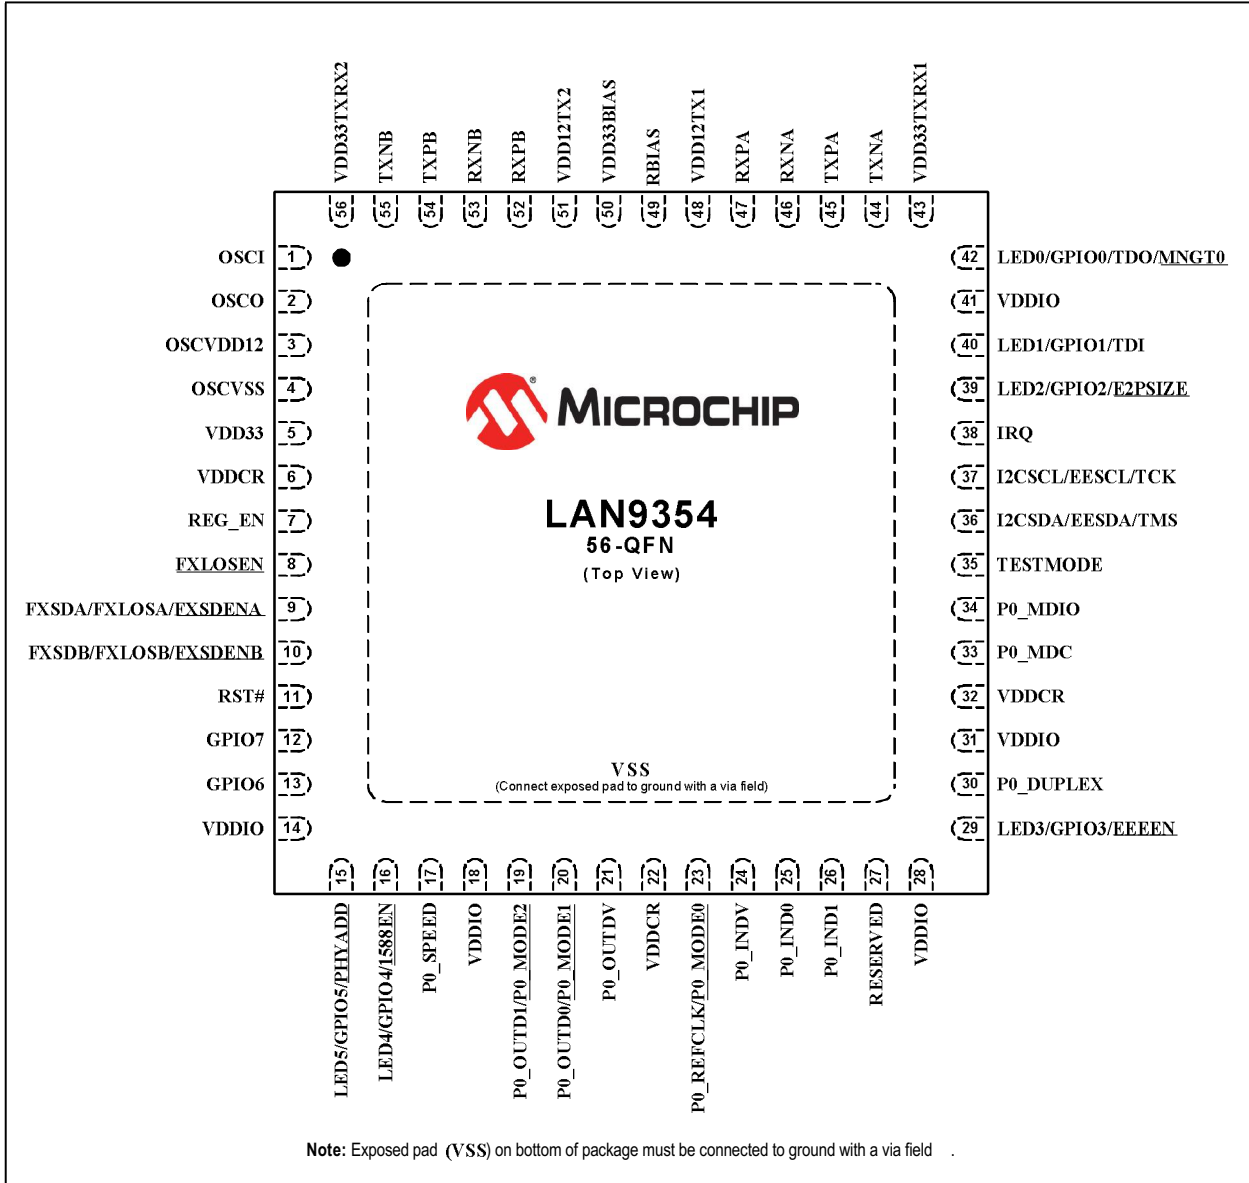 VDD33TXRX2
TXNB
TXPB
RXNB
RXPB
VDD12TX2
VDD33BIAS
RBIAS
VDD12TX1
RXPA
RXNA
TXPA
TXNA
VDD33TXRX1
56
55
54
53
52
51
50
49
48
47
46
45
44
43
OSCI 1
OSCO 2
OSCVDD12 3
OSCVSS 4
VDD33 5
VDDCR 6
REG_EN 7
FXLOSEN 8
FXSDA/FXLOSA/FXSDENA 9
FXSDB/FXLOSB/FXSDENB 10
RST# 11
GPIO7 12
GPIO6 13
VDDIO 14
MICROCHIP
®
LAN9354
56-QFN
(Top View)
VSS
(Connect exposed pad to ground with a via field)
42 LED0/GPIO0/TDO/MNGT0
41 VDDIO
40 LED1/GPIO1/TDI
39 LED2/GPIO2/E2PSIZE
38 IRQ
37 I2CSCL/EESCL/TCK
36 I2CSDA/EESDA/TMS
35 TESTMODE
34 P0_MDIO
33 P0_MDC
32 VDDCR
31 VDDIO
30 P0_DUPLEX
29 LED3/GPIO3/EEEEN
15
16
17
18
19
20
21
22
23
24
25
26
27
28
LED5/GPIO5/PHYADD
LED4/GPIO4/1588EN
P0_SPEED
VDDIO
P0_OUTD1/P0_MODE2
P0_OUTD0/P0_MODE1
P0_OUTDV
VDDCR
P0_REFCLK/P0_MODE0
P0_INDV
P0_IND0
P0_IND1
RESERVED
VDDIO
Note: Exposed pad (VSS) on bottom of package must be connected to ground with a via field .